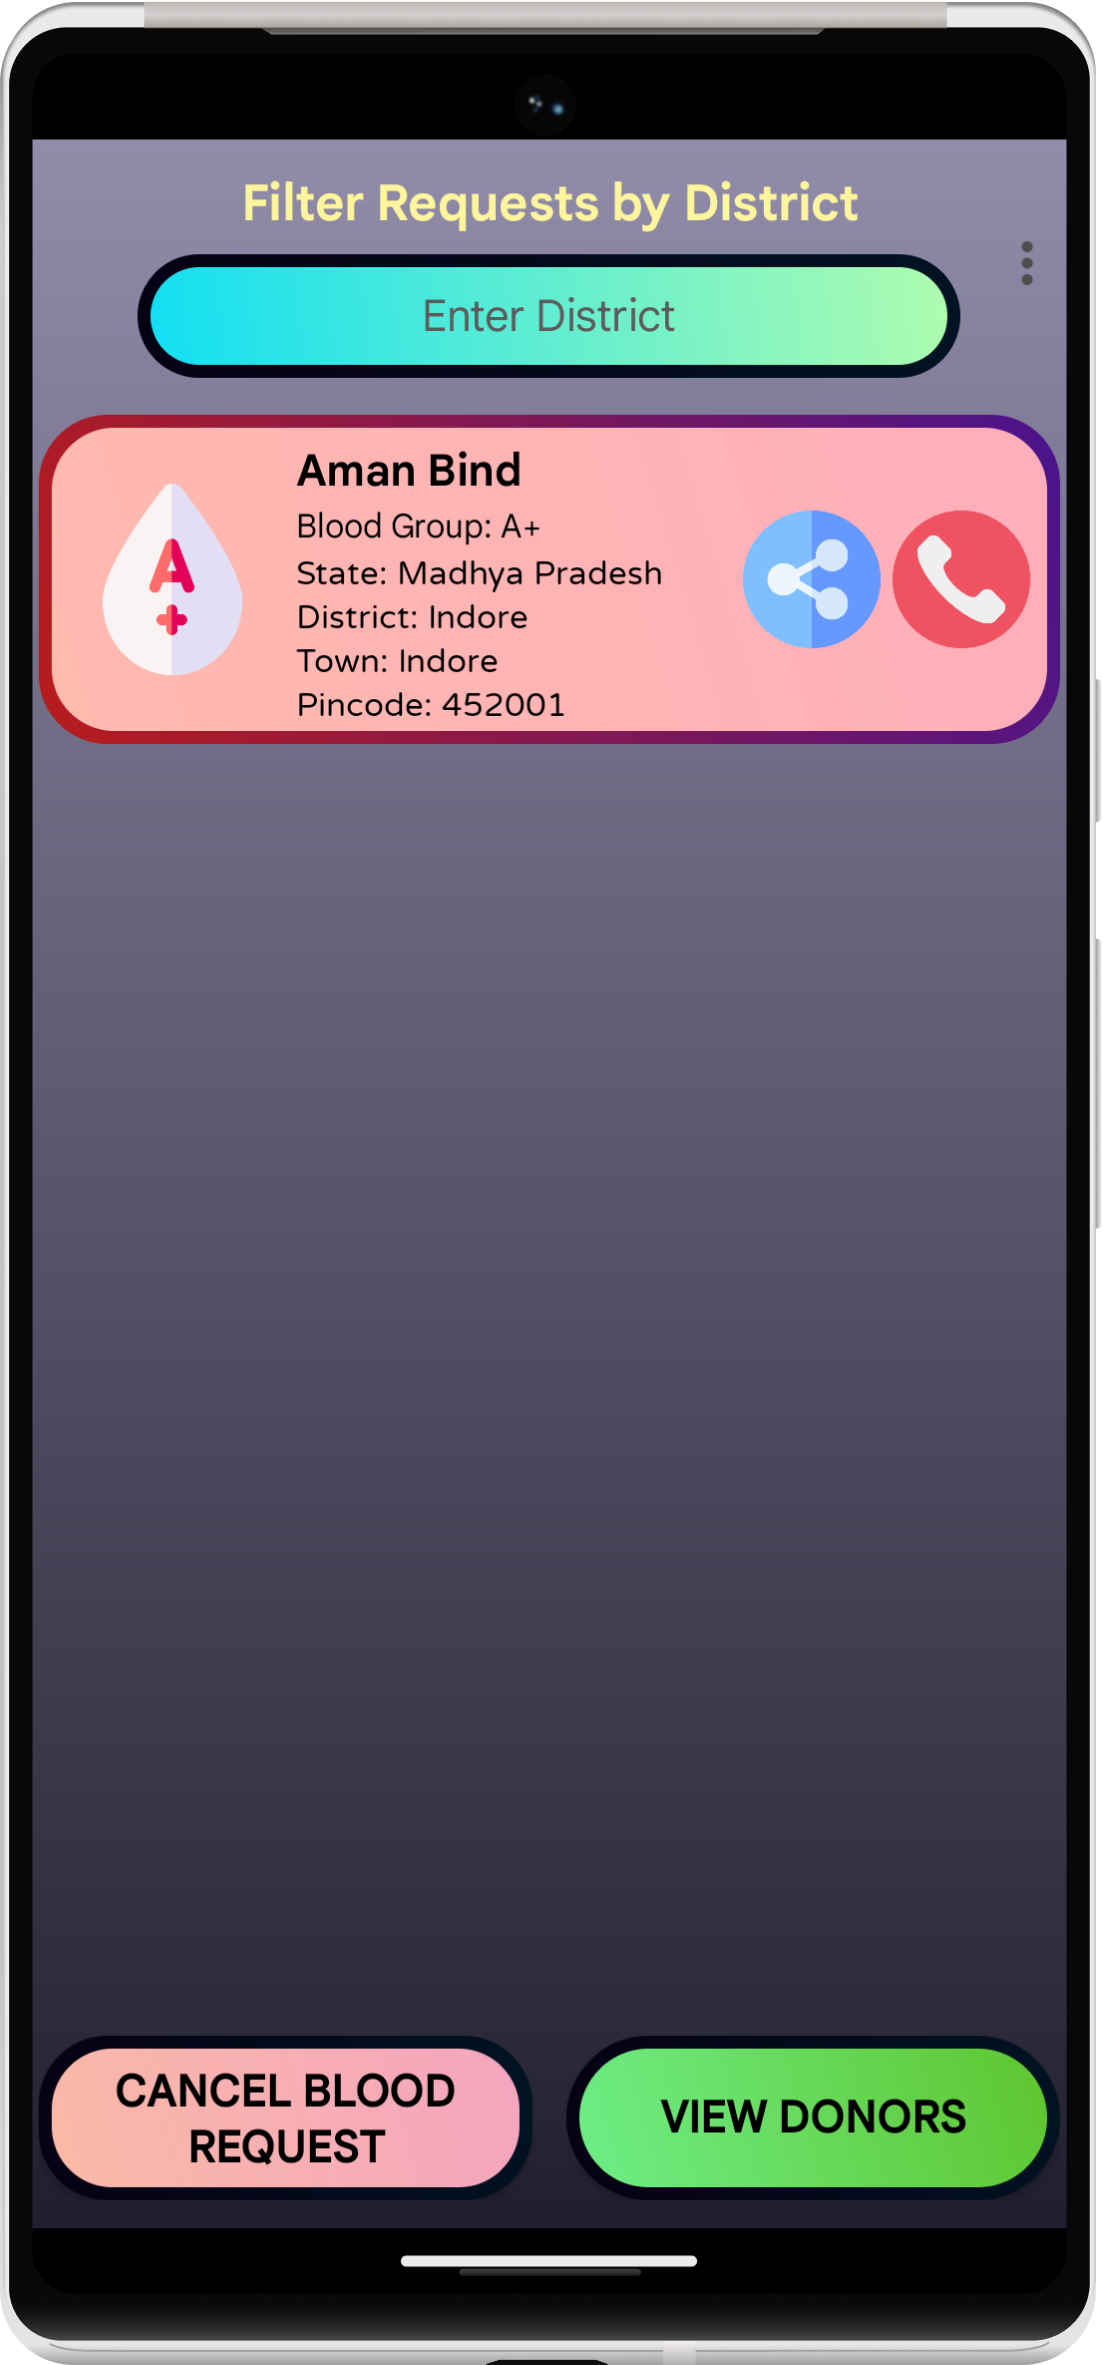 Filter Requests by District
Enter District
Aman Bind
Blood Group: A+
State: Madhya Pradesh
District: Indore
Town: Indore
Pincode: 452001
A
+
CANCEL BLOOD
REQUEST
VIEW DONORS